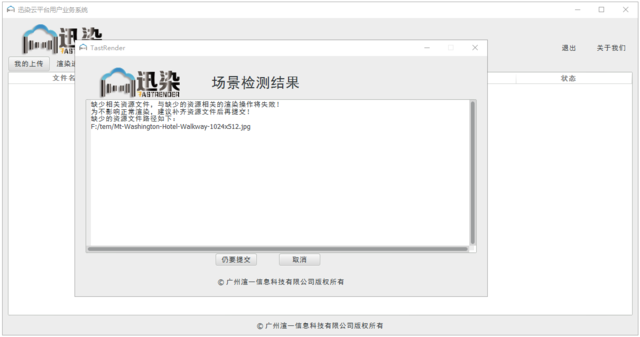 迅染云平台用户业务系统
迅染
退出
关于我们
我的上传
文件名
状态
TastRender
迅染
TASTRENDER
场景检测结果
缺少相关资源文件，与缺少的资源相关的渲染操作将失败！
为不影响正常渲染，建议补齐资源文件后再提交！
缺少的资源文件路径如下：
F:/tem/Mt-Washington-Hotel-Walkway-1024x512.jpg
仍要提交
取消
© 广州渲一信息科技有限公司版权所有
© 广州渲一信息科技有限公司版权所有